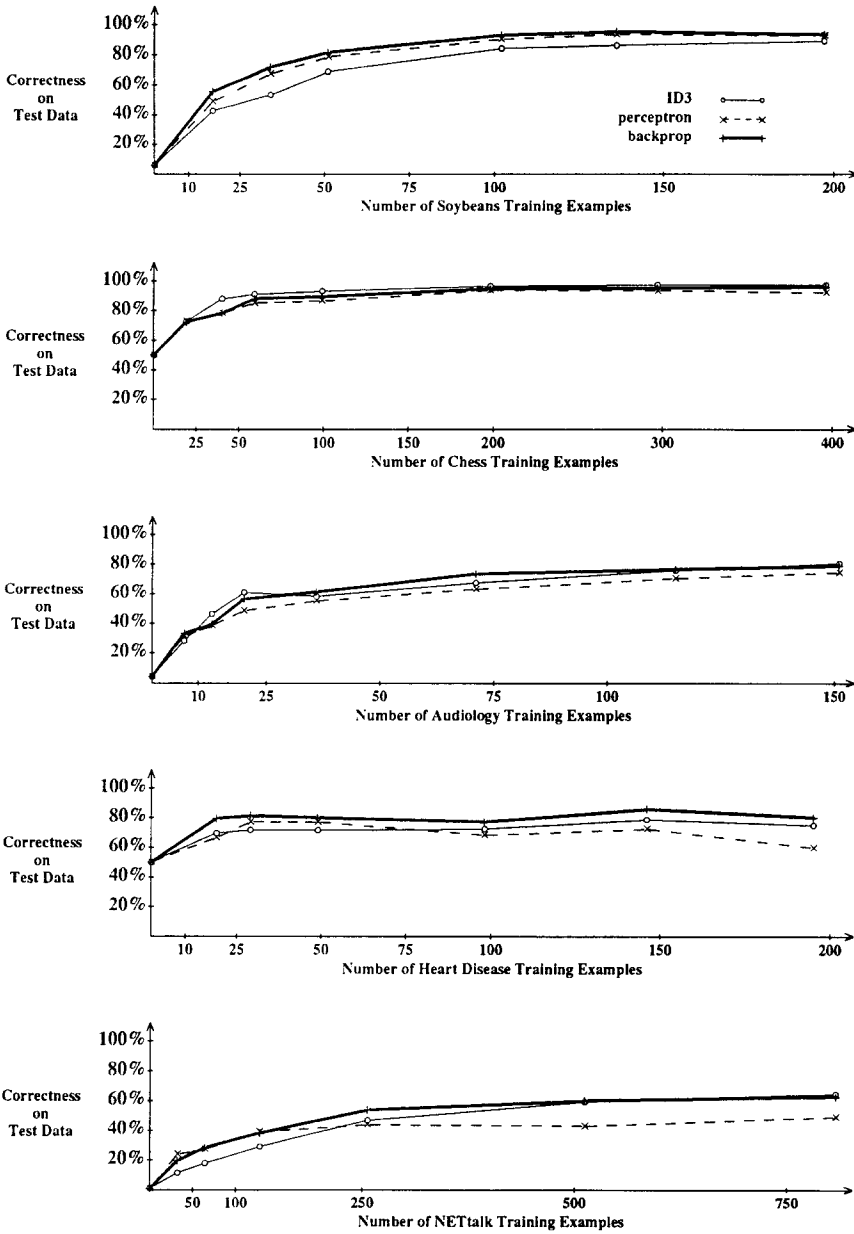 100%
80%
Correctness
60%
on
40%
Test Data
20%
ID3
perceptron
backprop
10 25 50 75 100 150 200
Number of Soybeans Training Examples
100%
80%
Correctness
60%
on
40%
Test Data
20%
25 50 100 150 200 300 400
Number of Chess Training Examples
100%
80%
Correctness
60%
on
40%
Test Data
20%
10 25 50 75 100 150
Number of Audiology Training Examples
100%
80%
Correctness
60%
on
40%
Test Data
20%
10 25 50 75 100 150 200
Number of Heart Disease Training Examples
100%
80%
Correctness
60%
on
40%
Test Data
20%
50 100 250 500 750
Number of NETtalk Training Examples